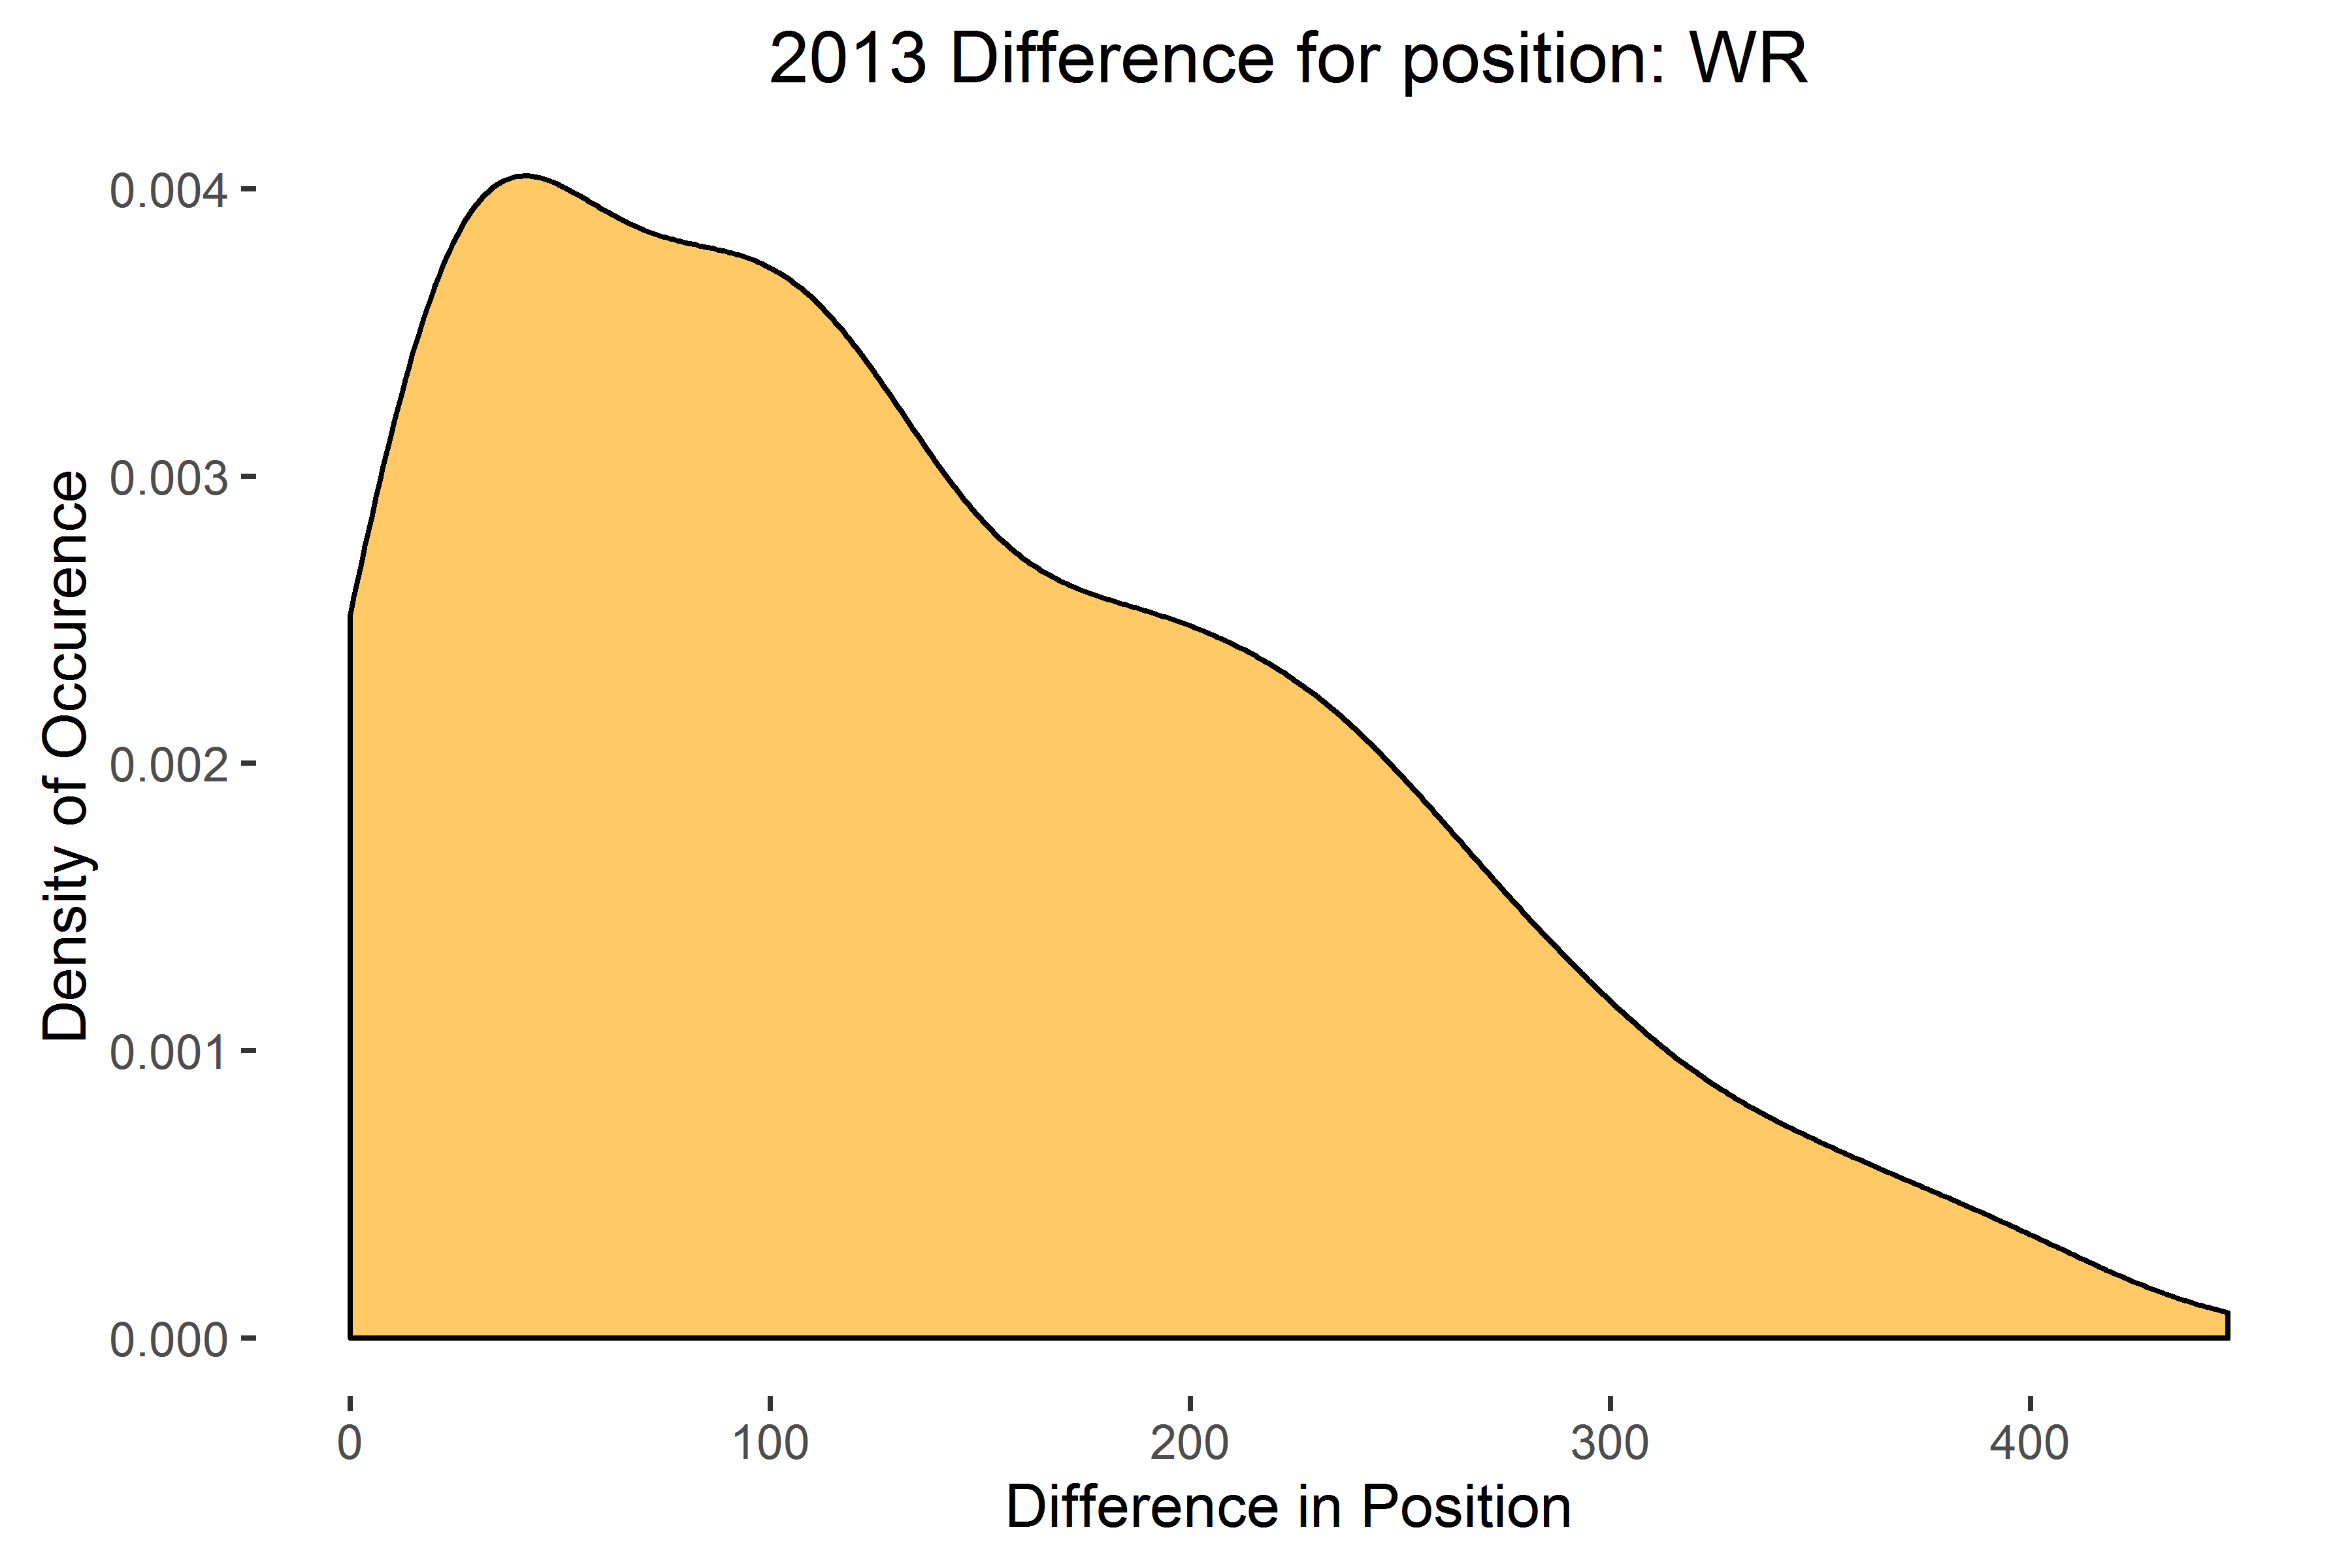 2013 Difference for position: WR
Density of Occurence
0.004
0.003
0.002
0.001
0.000
0 100 200 300 400
Difference in Position